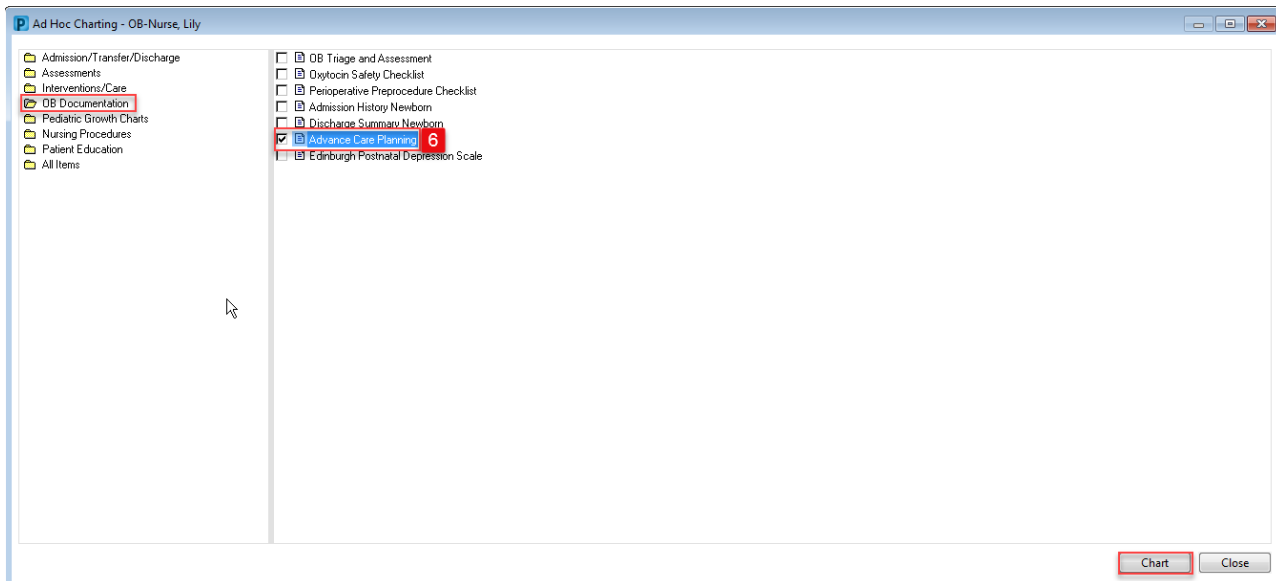 P Ad Hoc Charting - OB-Nurse, Lily
Admission/Transfer/Discharge
Assessments
Interventions/Care
OB Documentation
Pediatric Growth Charts
Nursing Procedures
Patient Education
All Items
OB Triage and Assessment
Oxytocin Safety Checklist
Perioperative Preprocedure Checklist
Admission History Newborn
Discharge Summary Newborn
Advance Care Planning 6
Edinburgh Postnatal Depression Scale
Chart Close